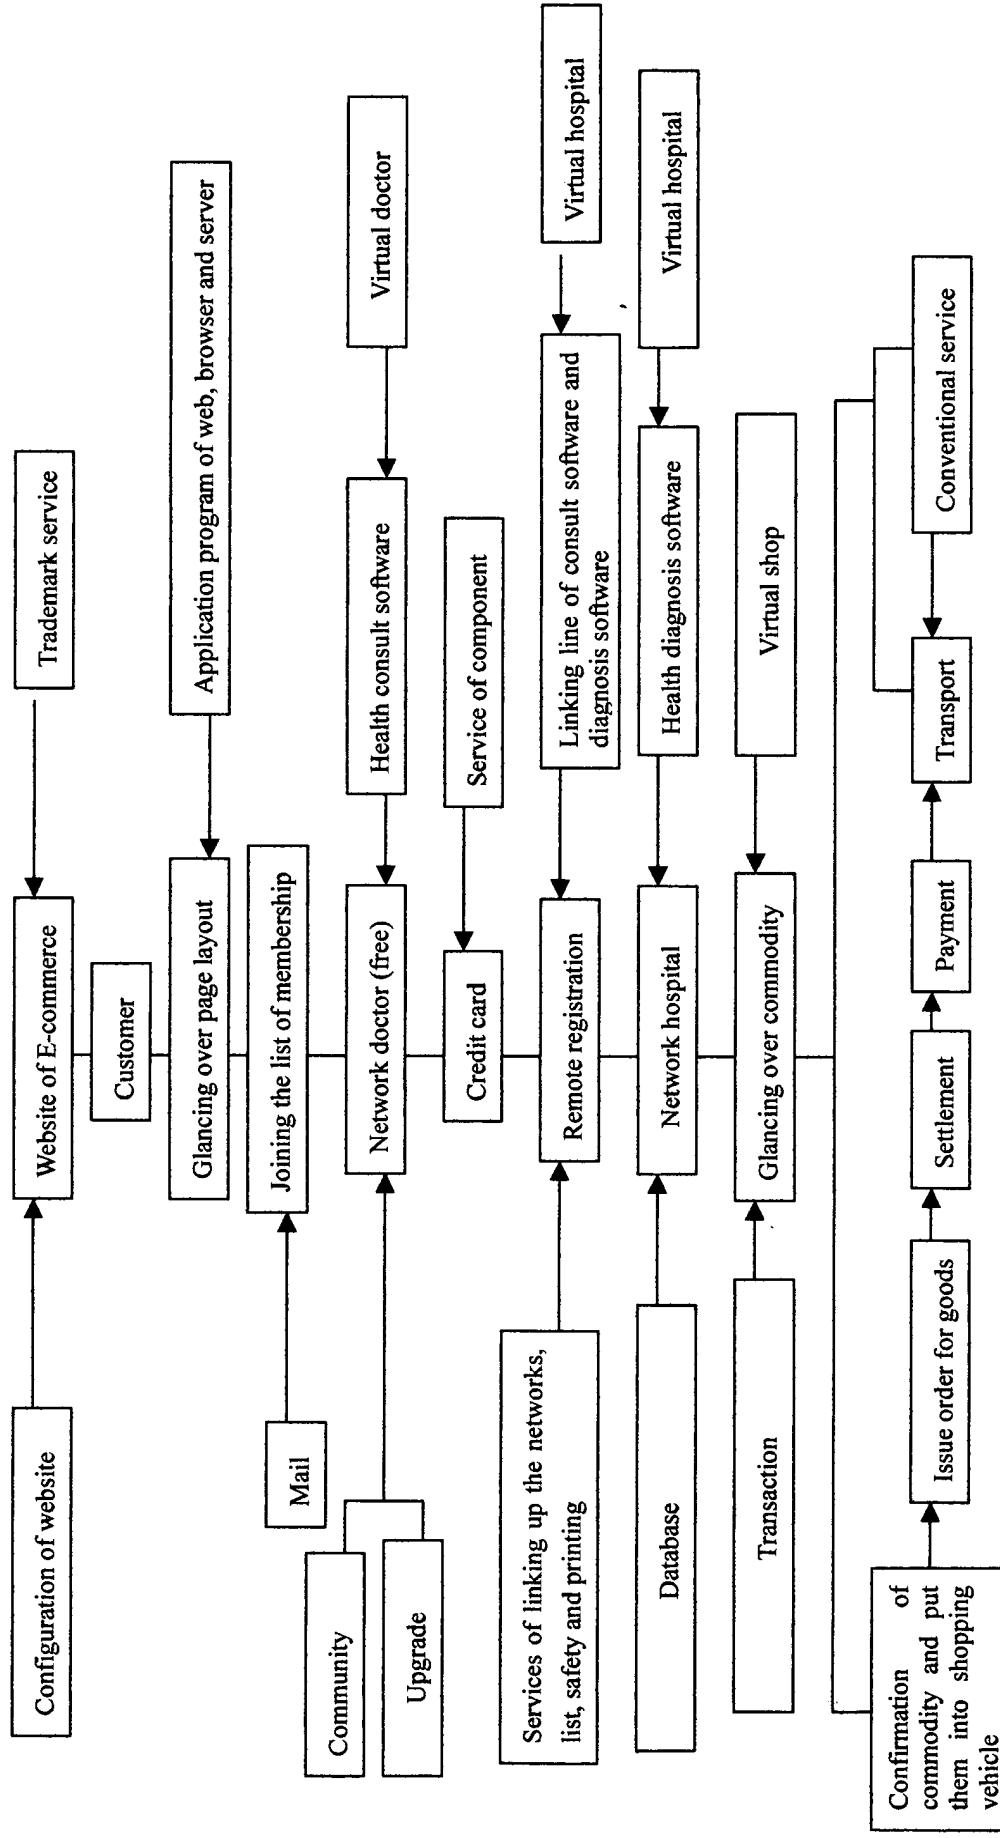 Configuration of website
Website of E-commerce
Trademark service
Customer
Glancing over page layout
Application program of web, browser and server
Mail
Joining the list of membership
Community
Upgrade
Network doctor (free)
Health consult software
Virtual doctor
Credit card
Service of component
Services of linking up the networks,
list, safety and printing
Remote registration
Linking line of consult software and
diagnosis software
Virtual hospital
Database
Network hospital
Health diagnosis software
Virtual hospital
Transaction
Glancing over commodity
Virtual shop
Confirmation of
commodity and put
them into shopping
vehicle
Issue order for goods
Settlement
Payment
Transport
Conventional service